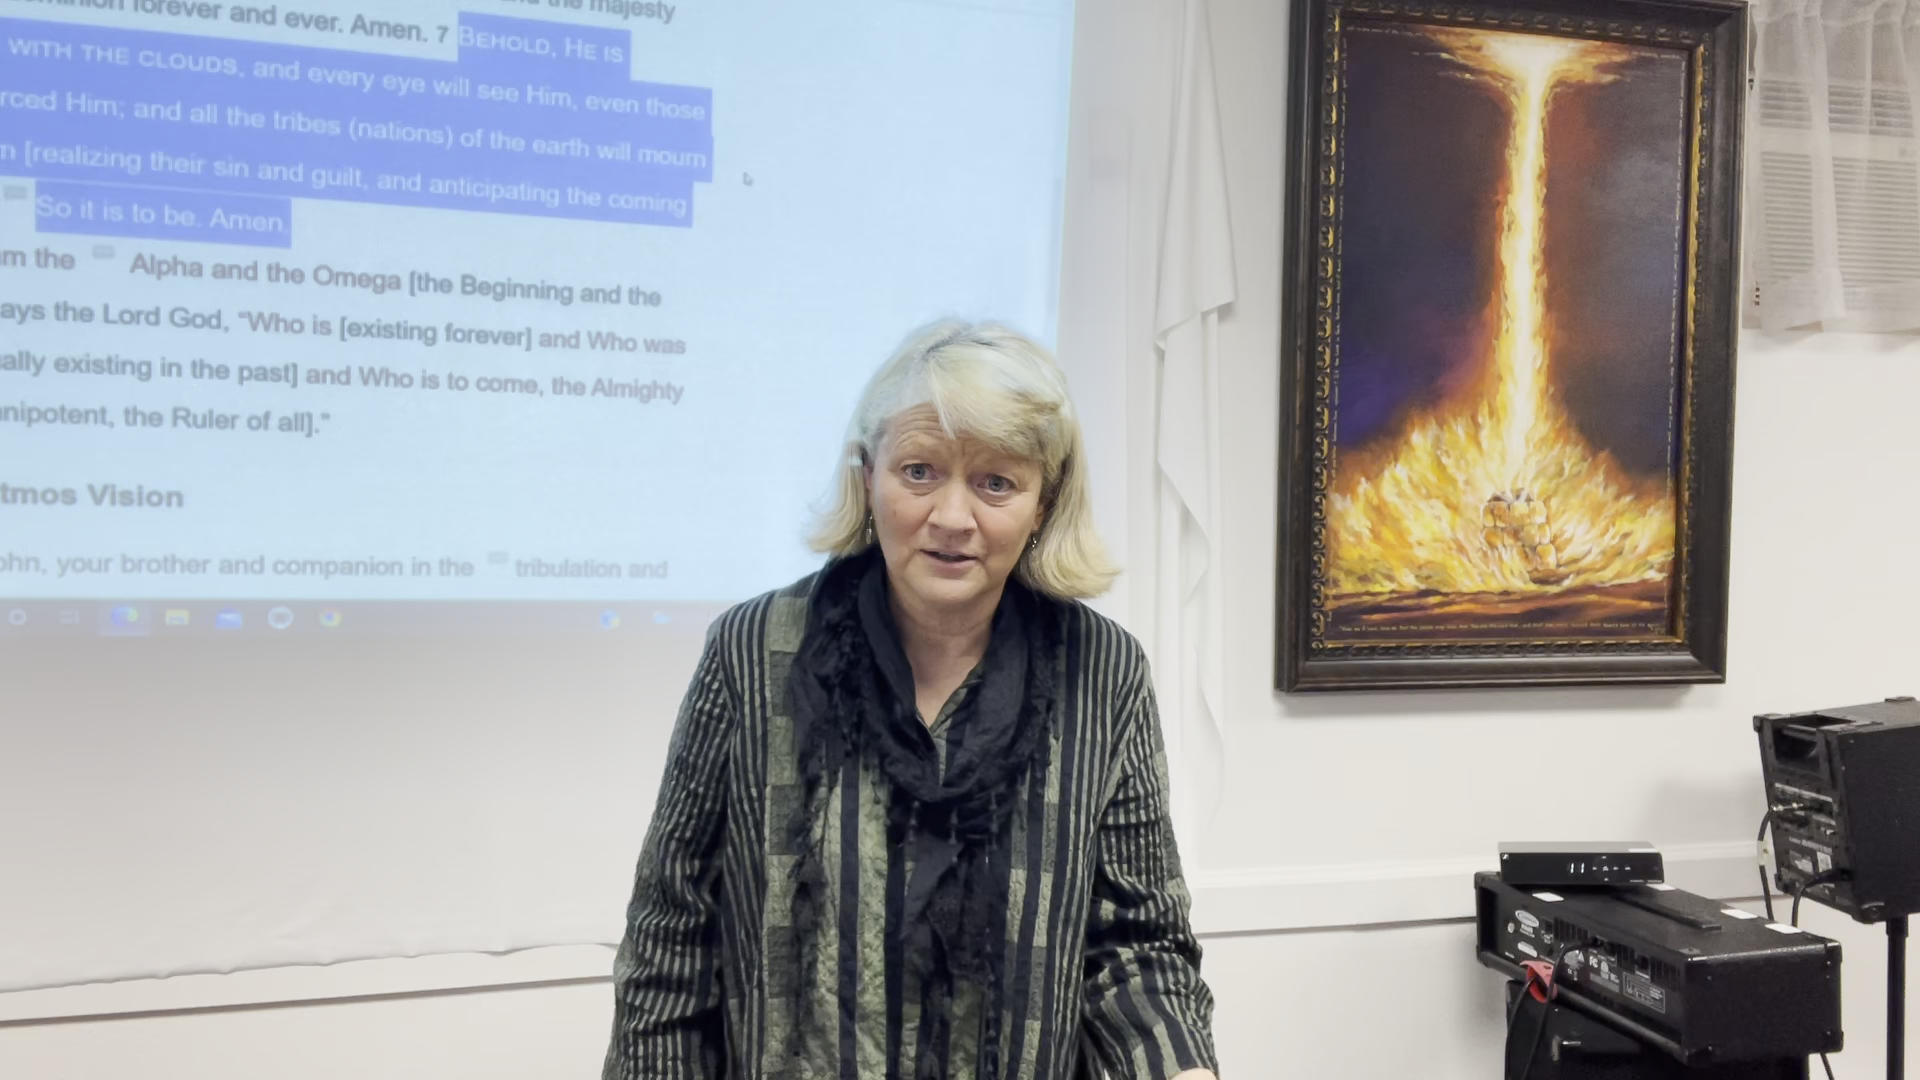 forever and ever. Amen. 7 BEHOLD, HE IS
the majesty
WITH THE CLOUDS, and every eye will see Him, even those
rced Him; and all the tribes (nations) of the earth will mourn
[realizing their sin and guilt, and anticipating the coming
So it is to be. Amen.
m the Alpha and the Omega [the Beginning and the
ays the Lord God, “Who is [existing forever] and Who was
ally existing in the past] and Who is to come, the Almighty
nipotent, the Ruler of all].”
tmos Vision
ohn, your brother and companion in the tribulation and